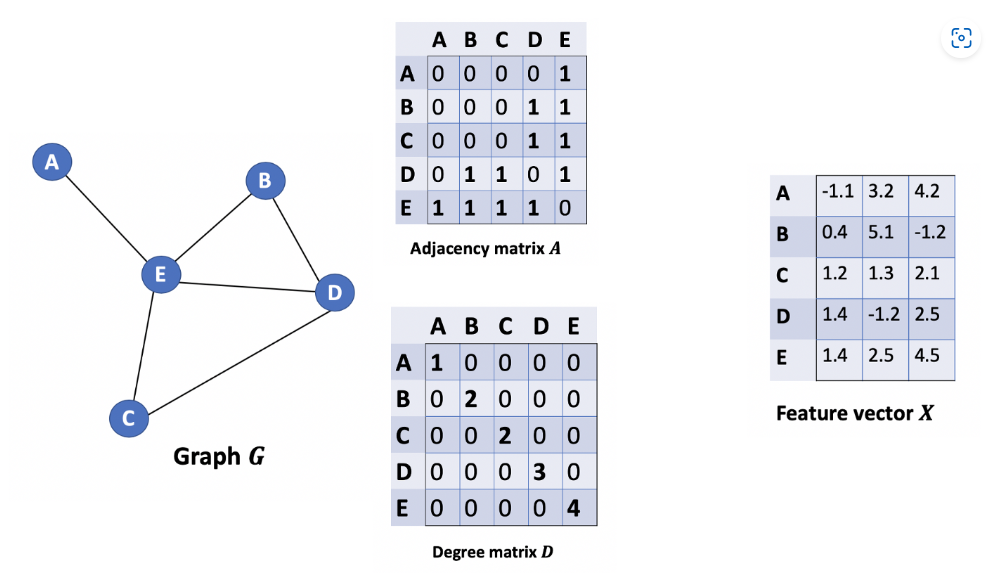 A B C D E
A 0 0 0 0 1
B 0 0 0 1 1
C 0 0 0 1 1
D 0 1 1 0 1
E 1 1 1 1 0
Adjacency matrix A
A
B
E
D
C
Graph G
A B C D E
A 1 0 0 0 0
B 0 2 0 0 0
C 0 0 2 0 0
D 0 0 0 3 0
E 0 0 0 0 4
Degree matrix D
A -1.1 3.2 4.2
B 0.4 5.1 -1.2
C 1.2 1.3 2.1
D 1.4 -1.2 2.5
E 1.4 2.5 4.5
Feature vector X